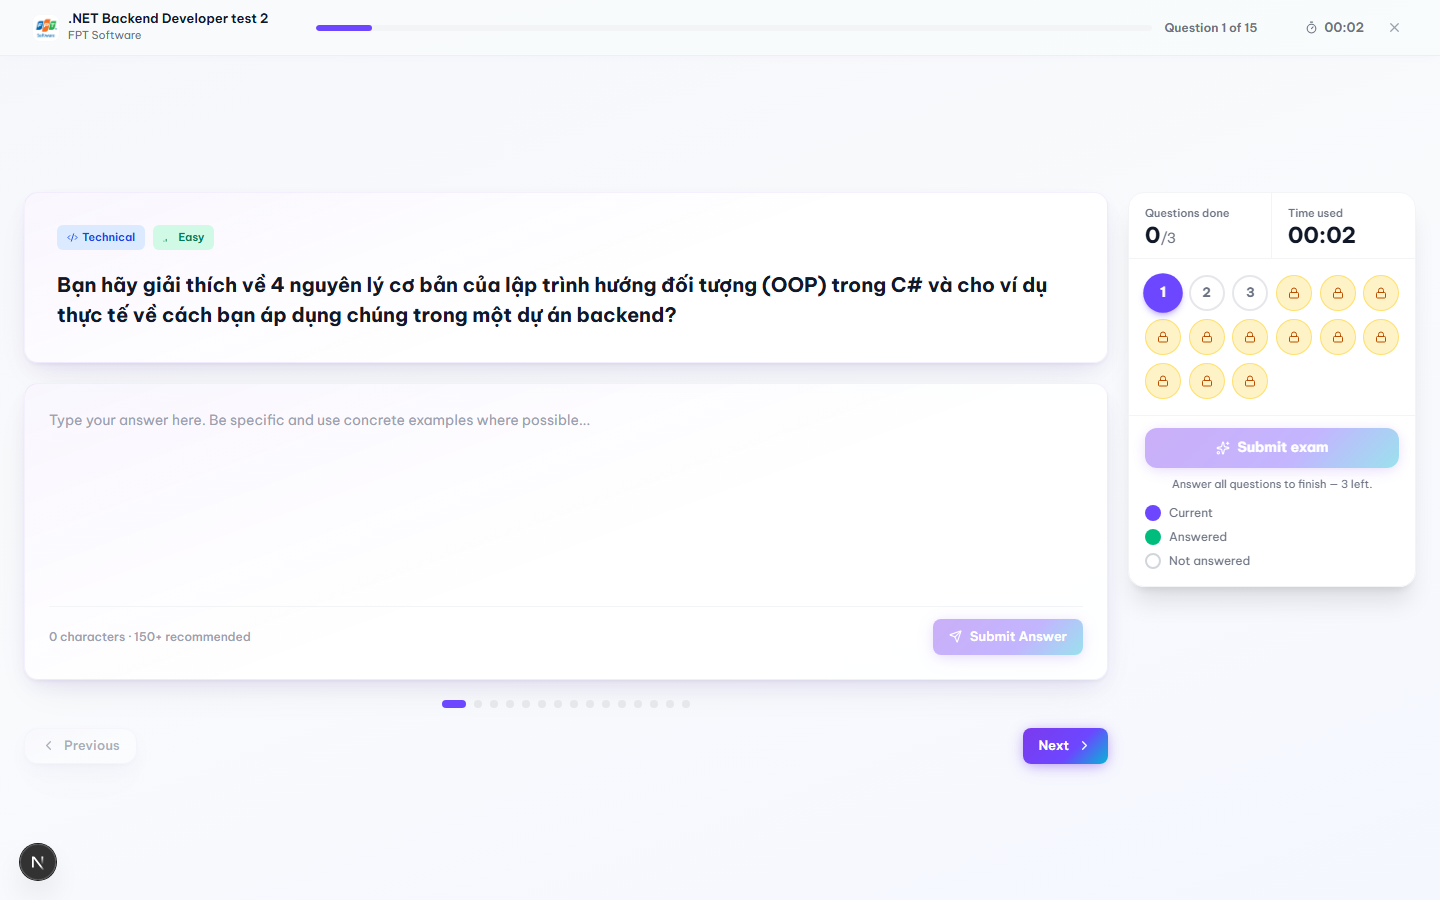 .NET Backend Developer test 2
FPT Software
Question 1 of 15
00:02
Technical
Easy
Bạn hãy giải thích về 4 nguyên lý cơ bản của lập trình hướng đối tượng (OOP) trong C# và cho ví dụ
thực tế về cách bạn áp dụng chúng trong một dự án backend?
Type your answer here. Be specific and use concrete examples where possible...
0 characters · 150+ recommended
Submit Answer
Previous
Next
Questions done
0/3
Time used
00:02
1 2 3
Submit exam
Answer all questions to finish — 3 left.
Current
Answered
Not answered
N